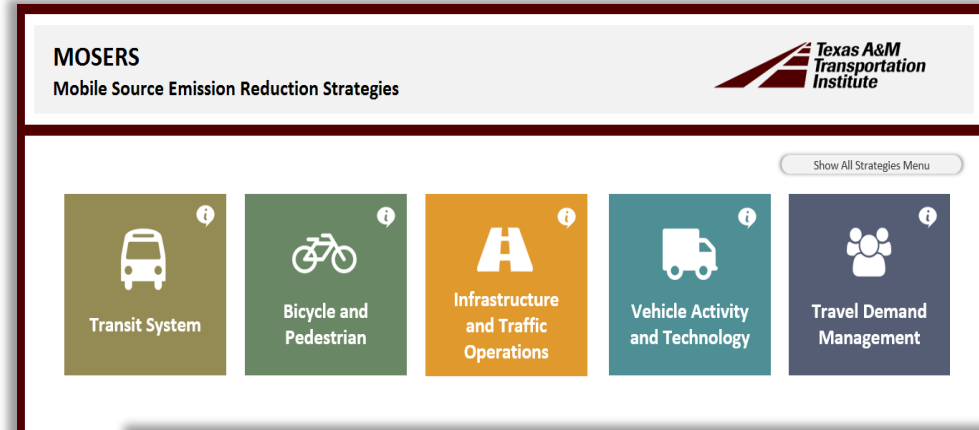 MOSERS
Mobile Source Emission Reduction Strategies
Texas A&M
Transportation
Institute
Show All Strategies Menu
i
i
i
i
i
Transit System
Bicycle and
Pedestrian
Infrastructure
and Traffic
Operations
Vehicle Activity
and Technology
Travel Demand
Management